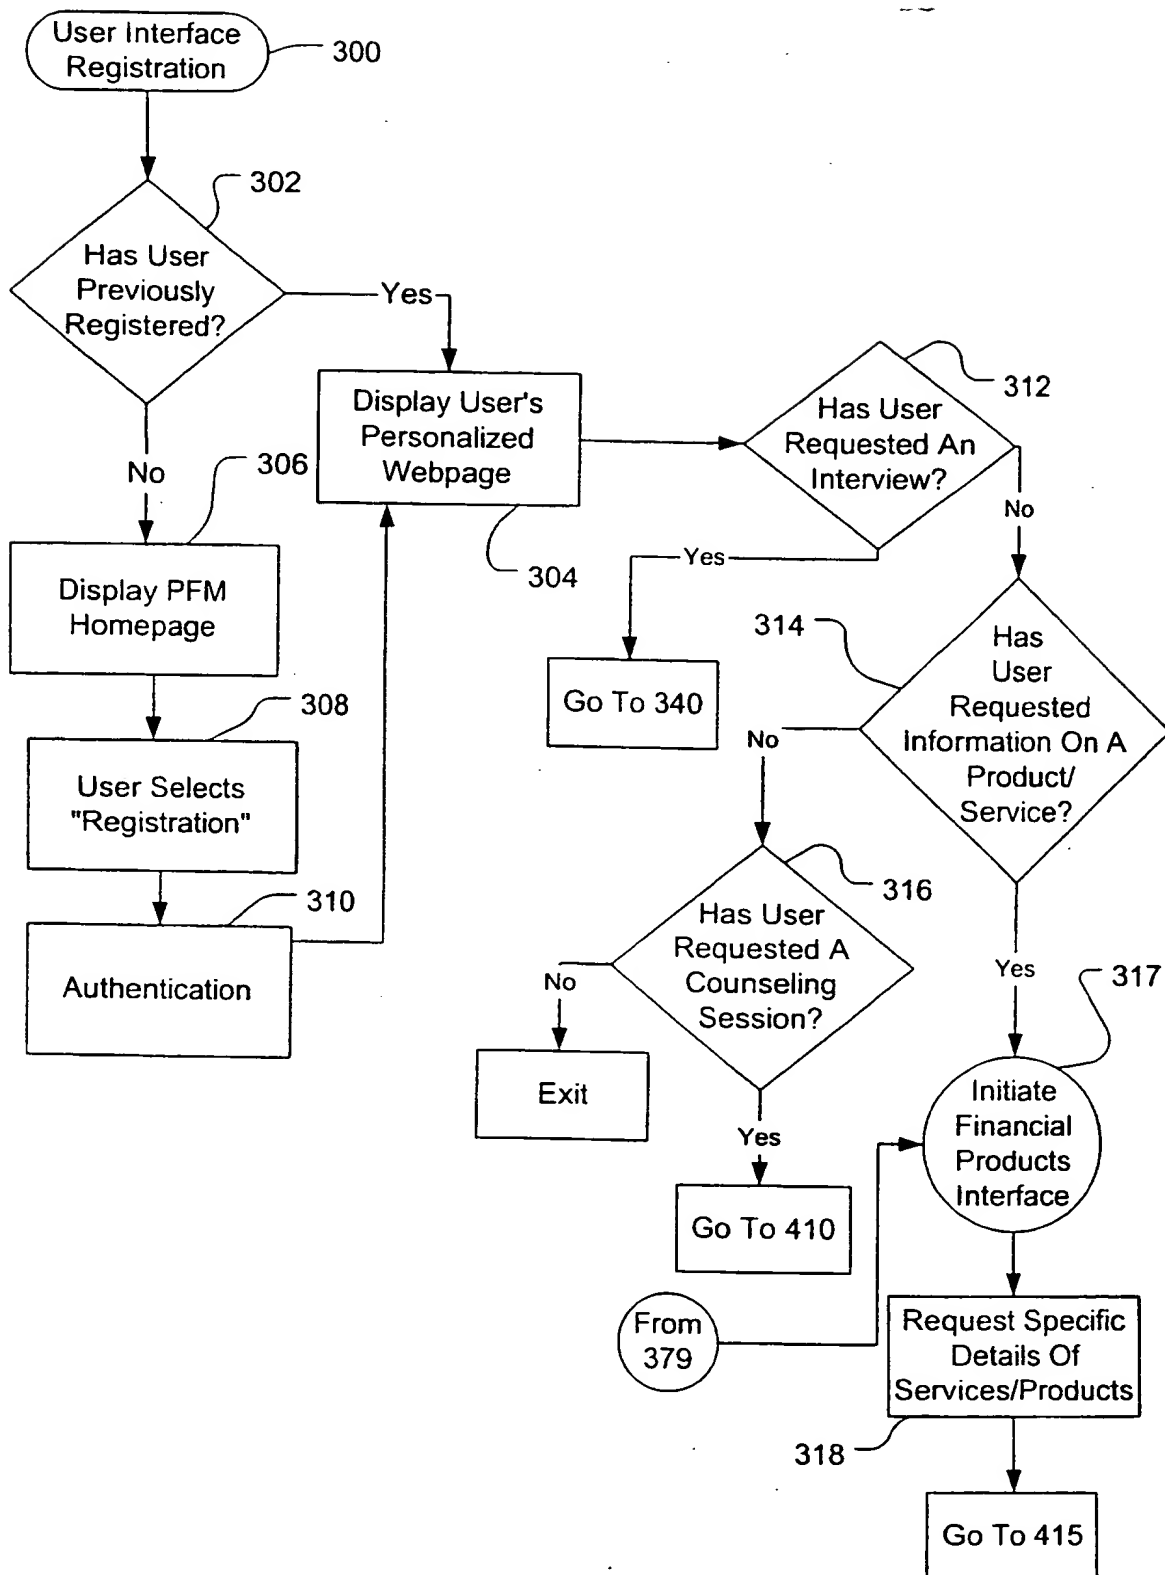 User Interface
Registration
300
302
Has User
Previously
Registered?
Yes
No
306
Display User's
Personalized
Webpage
304
312
Has User
Requested An
Interview?
No
Yes
Display PFM
Homepage
314
Has
User
Requested
Information On A
Product/
Service?
Go To 340
No
308
User Selects
"Registration"
310
Authentication
316
Has User
Requested A
Counseling
Session?
No
Yes
317
Exit
Initiate
Financial
Products
Interface
Yes
Go To 410
From
379
Request Specific
Details Of
Services/Products
318
Go To 415